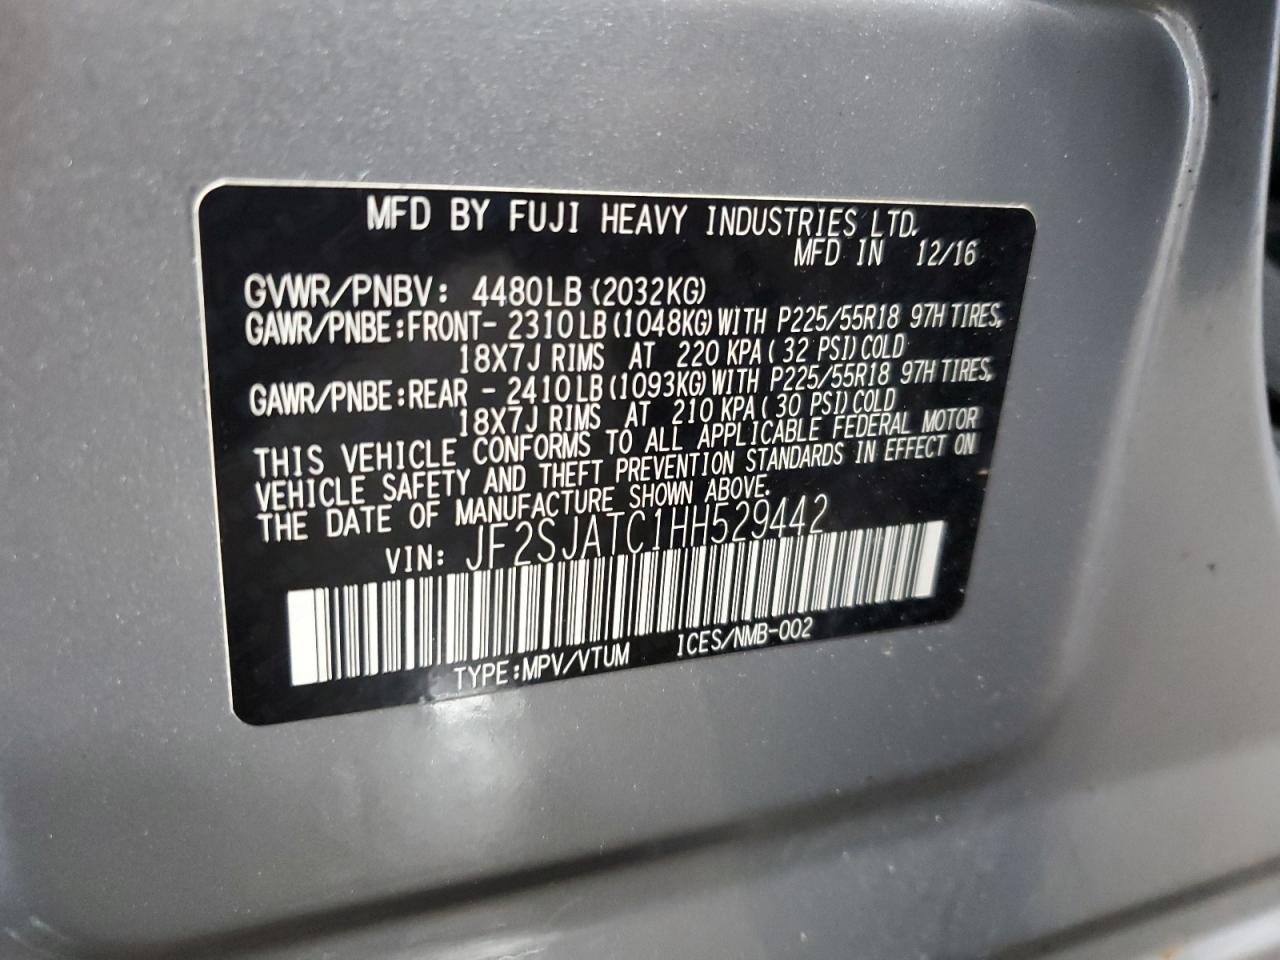 MFD BY FUJI HEAVY INDUSTRIES LTD.
MFD IN 12/16
GVWR/PNBV: 4480LB (2032KG)
GAWR/PNBE:FRONT- 2310LB(1048KG)WITH P225/55R18 97H TIRES,
18X7J RIMS AT 220 KPA( 32 PSI)COLD
GAWR/PNBE:REAR - 2410LB(1093KG)WITH P225/55R18 97H TIRES,
18X7J RIMS AT 210 KPA( 30 PSI)COLD
THIS VEHICLE CONFORMS TO ALL APPLICABLE FEDERAL MOTOR
VEHICLE SAFETY AND THEFT PREVENTION STANDARDS IN EFFECT ON
THE DATE OF MANUFACTURE SHOWN ABOVE.
VIN: JF2SJATC1HH529442
TYPE:MPV/VTUM ICES/NMB-002